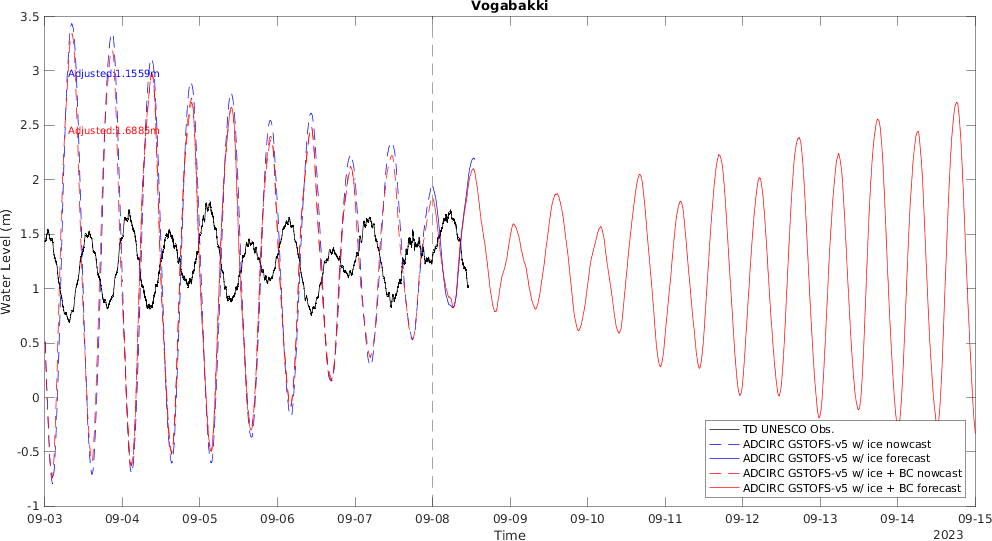 Vogabakki
3.5
3
2.5
2
1.5
1
0.5
0
-0.5
-1
Water Level (m)
Adjusted:1.1559m
Adjusted:1.6885m
TD UNESCO Obs.
ADCIRC GSTOFS-v5 w/ ice nowcast
ADCIRC GSTOFS-v5 w/ ice forecast
ADCIRC GSTOFS-v5 w/ ice + BC nowcast
ADCIRC GSTOFS-v5 w/ ice + BC forecast
09-03 09-04 09-05 09-06 09-07 09-08 09-09 09-10 09-11 09-12 09-13 09-14 09-15
Time
2023